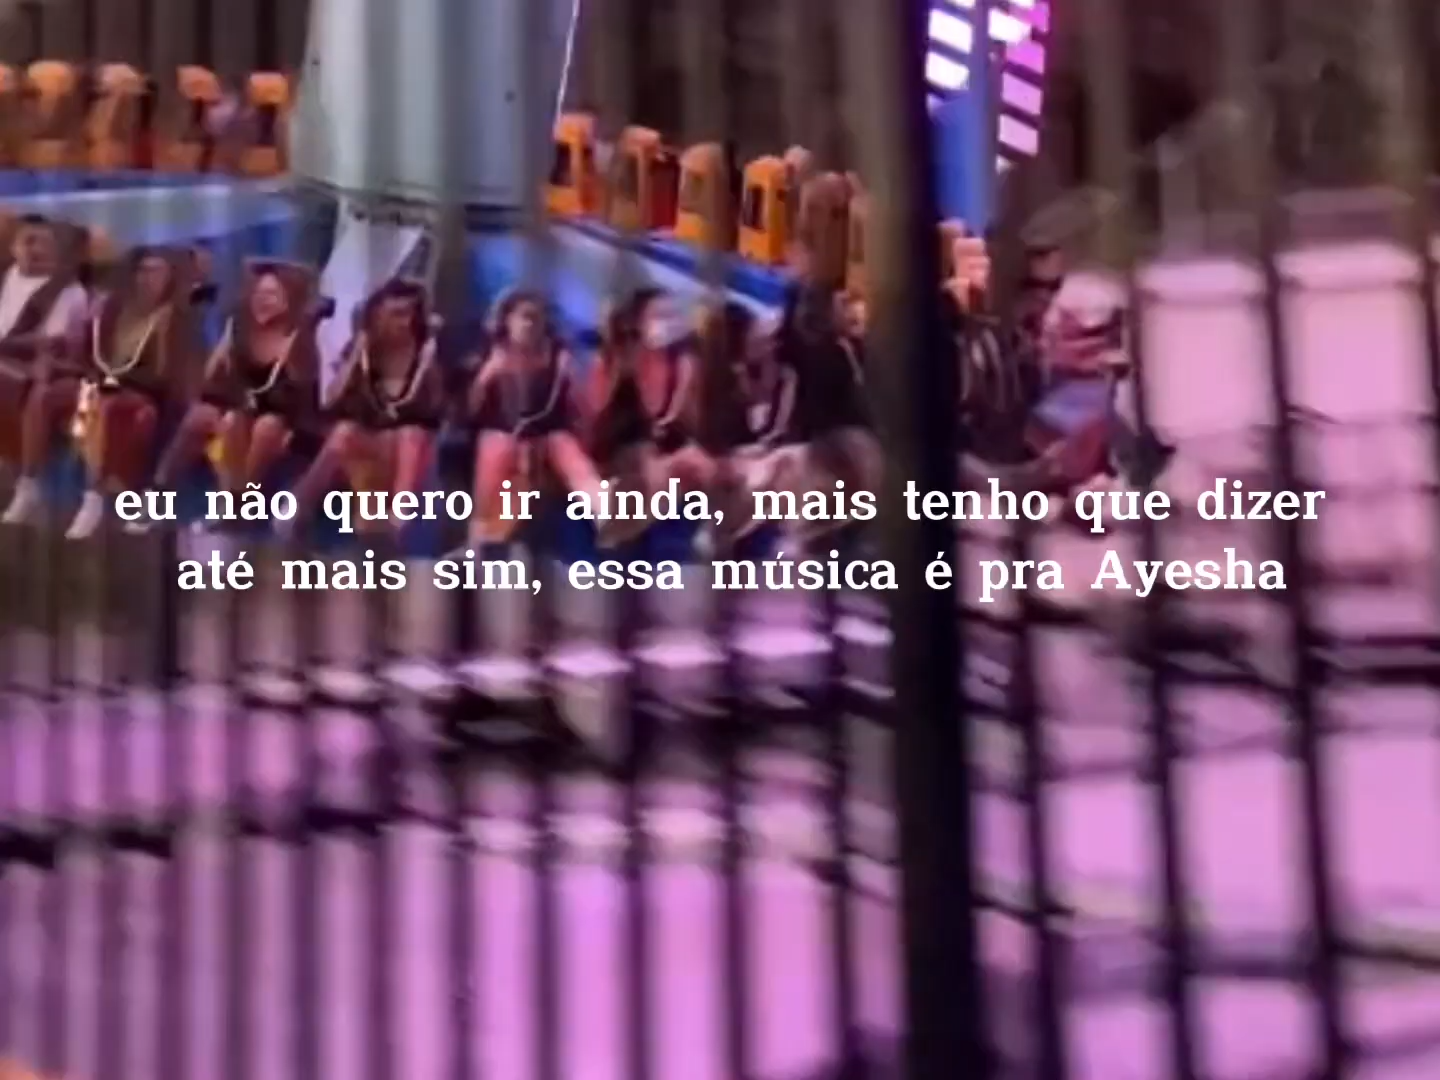 eu não quero ir ainda, mais tenho que dizer
até mais sim, essa música é pra Ayesha